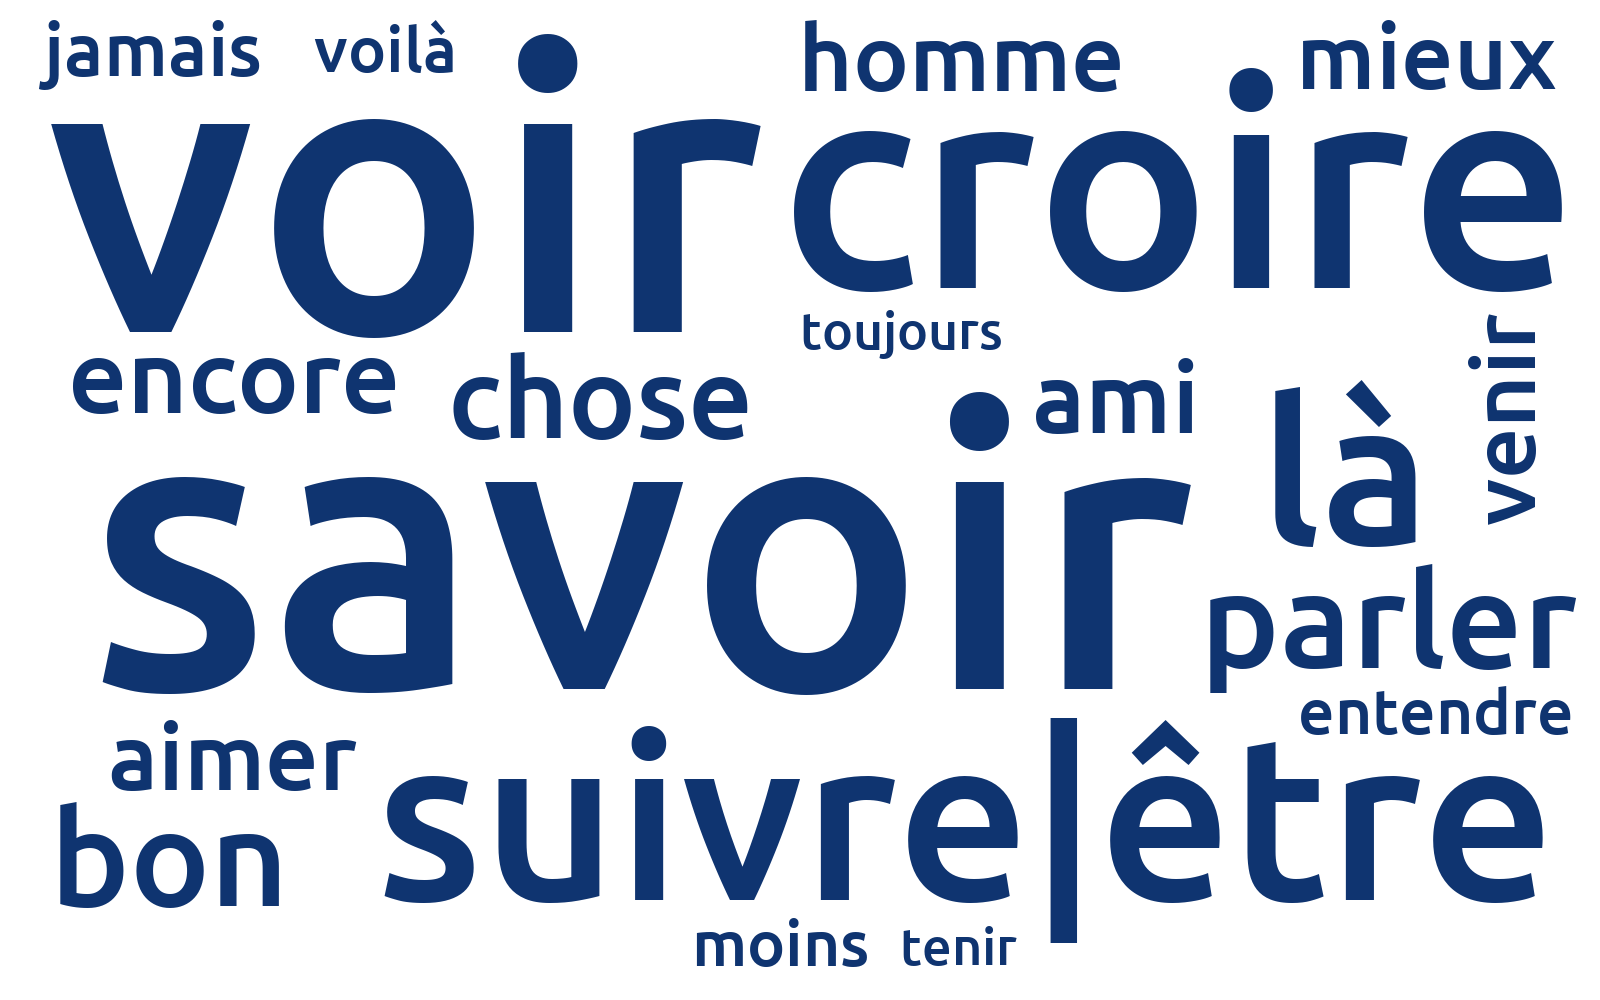 jamais voilà homme mieux
voir croire
toujours
venir
encore chose ami là
savoir
parler
entendre
aimer
suivre|être
bon
moins tenir